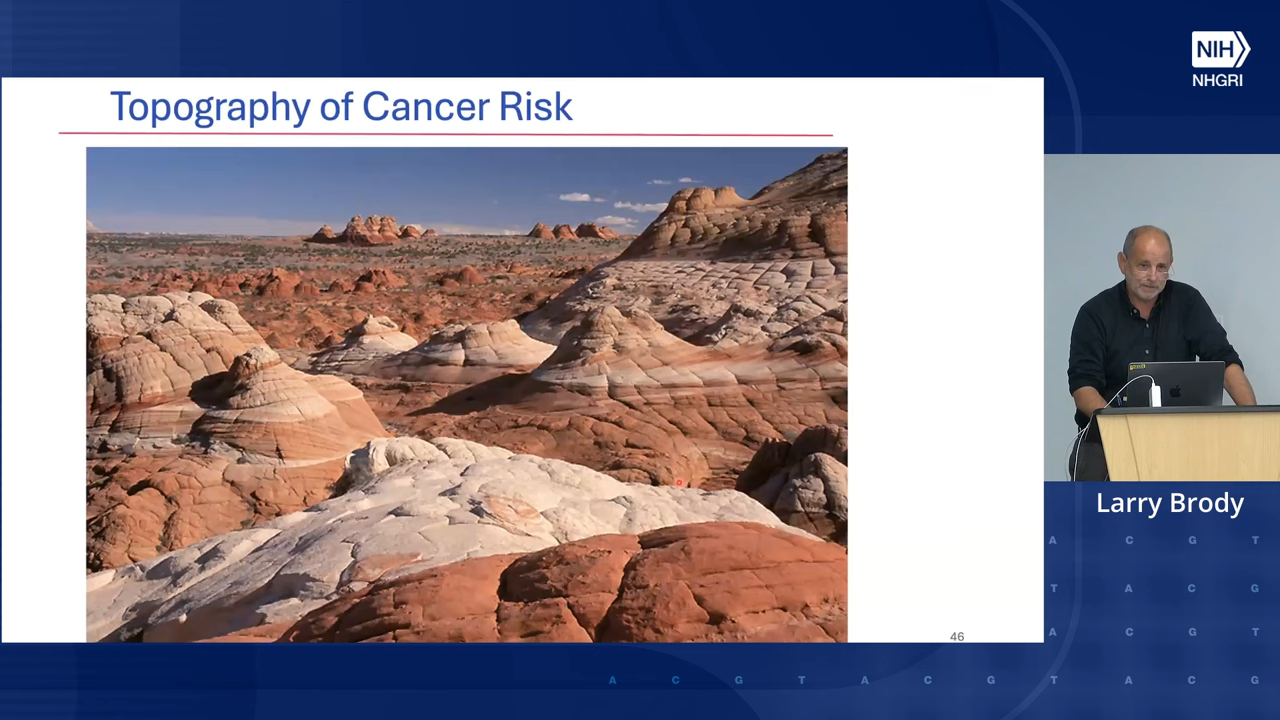 NIH
NHGRI
Topography of Cancer Risk
46
Larry Brody
A C G T
T A C G
A C G T
A C G T A C G T A C G